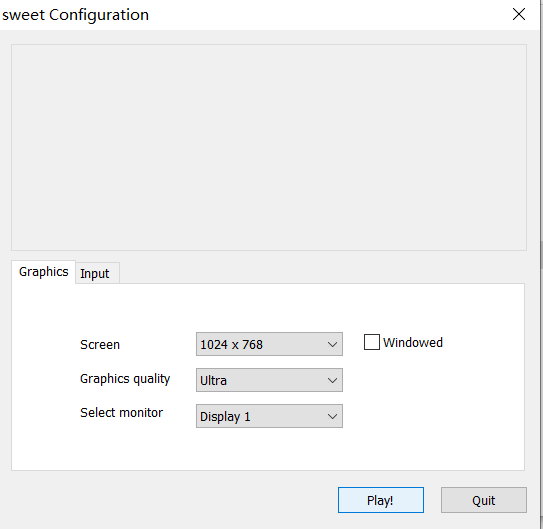 sweet Configuration
Graphics Input
Screen 1024 x 768 Windowed
Graphics quality Ultra
Select monitor Display 1
Play! Quit